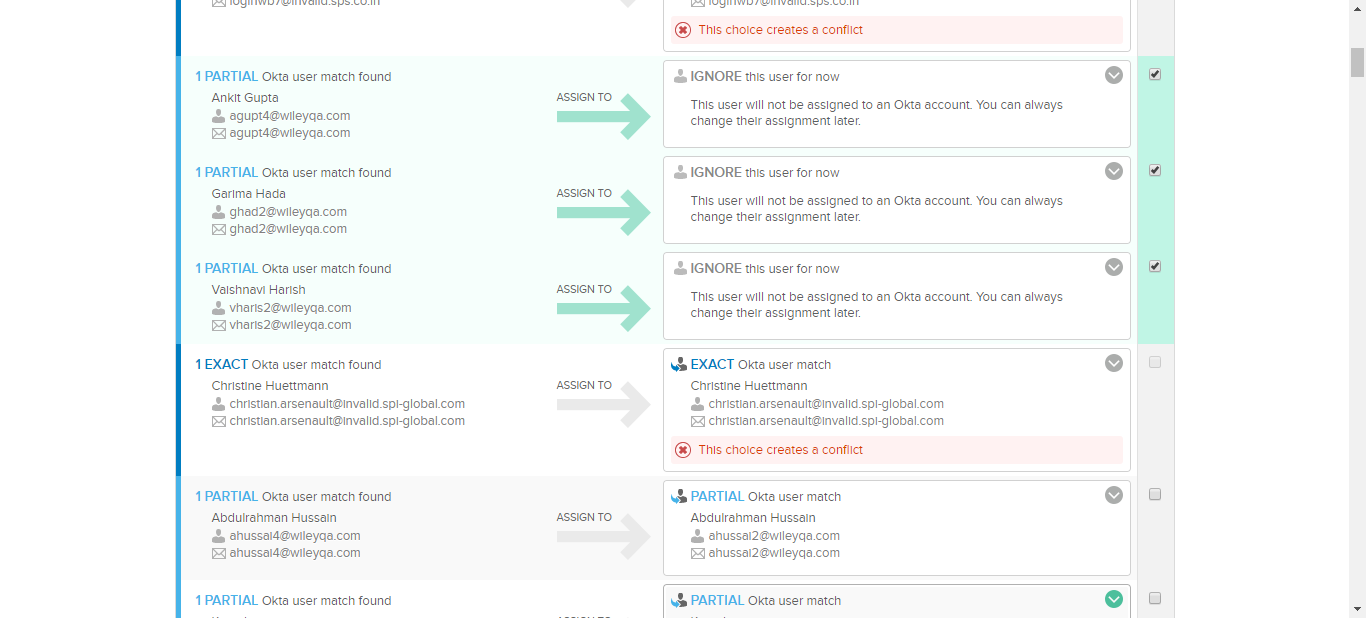 loginwb7@invalid.sps.co.in
loginwb7@invalid.sps.co.in
This choice creates a conflict
1 PARTIAL Okta user match found
Ankit Gupta
agupt4@wileyqa.com
agupt4@wileyqa.com
ASSIGN TO
IGNORE this user for now
This user will not be assigned to an Okta account. You can always
change their assignment later.
1 PARTIAL Okta user match found
Garima Hada
ghad2@wileyqa.com
ghad2@wileyqa.com
ASSIGN TO
IGNORE this user for now
This user will not be assigned to an Okta account. You can always
change their assignment later.
1 PARTIAL Okta user match found
Vaishnavi Harish
vharis2@wileyqa.com
vharis2@wileyqa.com
ASSIGN TO
IGNORE this user for now
This user will not be assigned to an Okta account. You can always
change their assignment later.
1 EXACT Okta user match found
Christine Huettmann
christian.arsenault@invalid.spi-global.com
christian.arsenault@invalid.spi-global.com
ASSIGN TO
EXACT Okta user match
Christine Huettmann
christian.arsenault@invalid.spi-global.com
christian.arsenault@invalid.spi-global.com
This choice creates a conflict
1 PARTIAL Okta user match found
Abdulrahman Hussain
ahussai4@wileyqa.com
ahussai4@wileyqa.com
ASSIGN TO
PARTIAL Okta user match
Abdulrahman Hussain
ahussai2@wileyqa.com
ahussai2@wileyqa.com
1 PARTIAL Okta user match found
ASSIGN TO
PARTIAL Okta user match